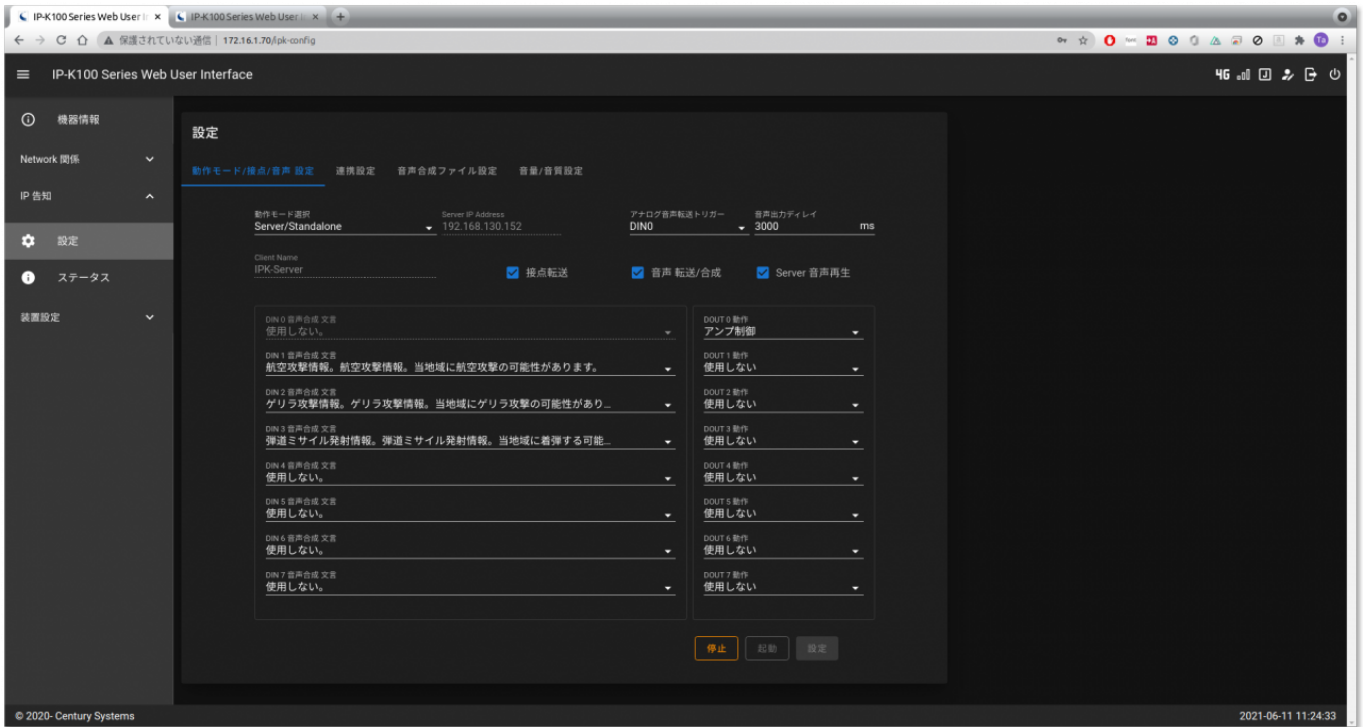 IP-K100 Series Web User In
IP-K100 Series Web User I
保護されていない通信 | 172.16.1.70/ipk-config
IP-K100 Series Web User Interface
4G
機器情報
Network 関係
IP 告知
設定
ステータス
装置設定
設定
動作モード/接点/音声 設定 連携設定 音声合成ファイル設定 音量/音質設定
動作モード選択 Server IP Address アナログ音声転送トリガー 音声出力ディレイ
Server/Standalone 192.168.130.152 DIN0 3000 ms
Client Name
IPK-Server 接点転送 音声 転送/合成 Server 音声再生
DIN 0 音声合成 文言
使用しない。
DIN 1 音声合成 文言
航空攻撃情報。航空攻撃情報。当地域に航空攻撃の可能性があります。
DIN 2 音声合成 文言
ゲリラ攻撃情報。ゲリラ攻撃情報。当地域にゲリラ攻撃の可能性があり...
DIN 3 音声合成 文言
弾道ミサイル発射情報。弾道ミサイル発射情報。当地域に着弾する可能...
DIN 4 音声合成 文言
使用しない。
DIN 5 音声合成 文言
使用しない。
DIN 6 音声合成 文言
使用しない。
DIN 7 音声合成 文言
使用しない。
DOUT 0 動作
アンプ制御
DOUT 1 動作
使用しない
DOUT 2 動作
使用しない
DOUT 3 動作
使用しない
DOUT 4 動作
使用しない
DOUT 5 動作
使用しない
DOUT 6 動作
使用しない
DOUT 7 動作
使用しない
停止 起動 設定
© 2020- Century Systems
2021-06-11 11:24:33